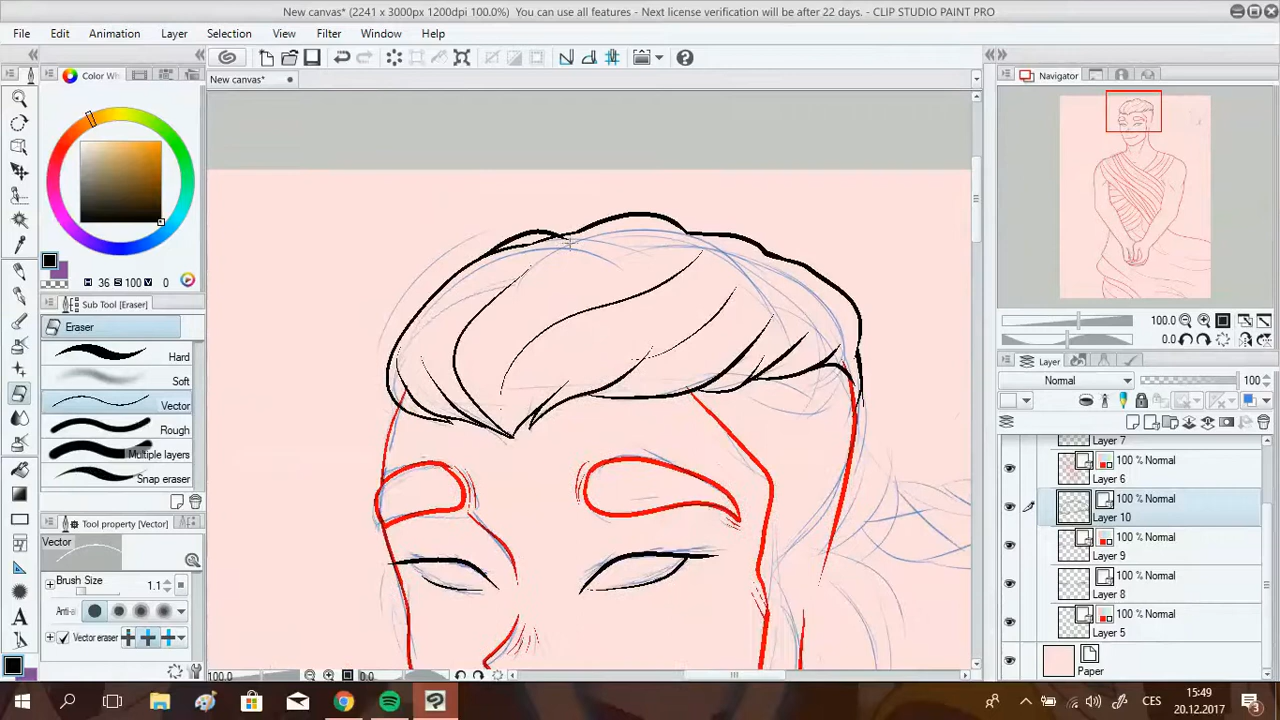 New canvas* (2241 x 3000px 1200dpi 100.0%) You can use all features - Next license verification will be after 22 days. - CLIP STUDIO PAINT PRO
File Edit Animation Layer Selection View Filter Window Help
Color Wh
New canvas*
Navigator
H 36 S 100 V 0
Sub Tool [Eraser]
Eraser
Hard
Soft
Vector
Rough
Multiple layers
Snap eraser
Tool property [Vector]
Vector
Brush Size 1.1
Anti-al
Vector eraser
100.0
0.0
Layer
Normal 100
Layer 7
100 % Normal
Layer 6
100 % Normal
Layer 10
100 % Normal
Layer 9
100 % Normal
Layer 8
100 % Normal
Layer 5
Paper
100.0 0.0
CES
15:49
20.12.2017
3